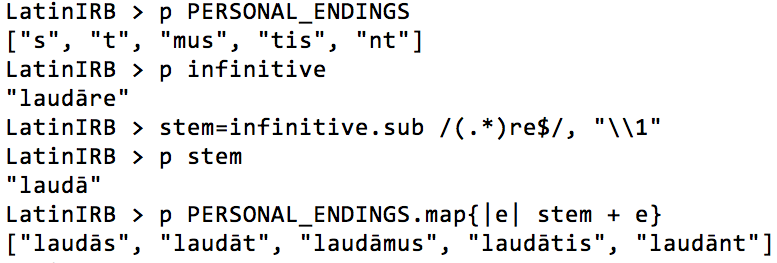 LatinIRB > p PERSONAL_ENDINGS
["s", "t", "mus", "tis", "nt"]
LatinIRB > p infinitive
"laudāre"
LatinIRB > stem=infinitive.sub /(.*)re$/, "\\1"
LatinIRB > p stem
"laudā"
LatinIRB > p PERSONAL_ENDINGS.map{|e| stem + e}
["laudās", "laudāt", "laudāmus", "laudātis", "laudānt"]